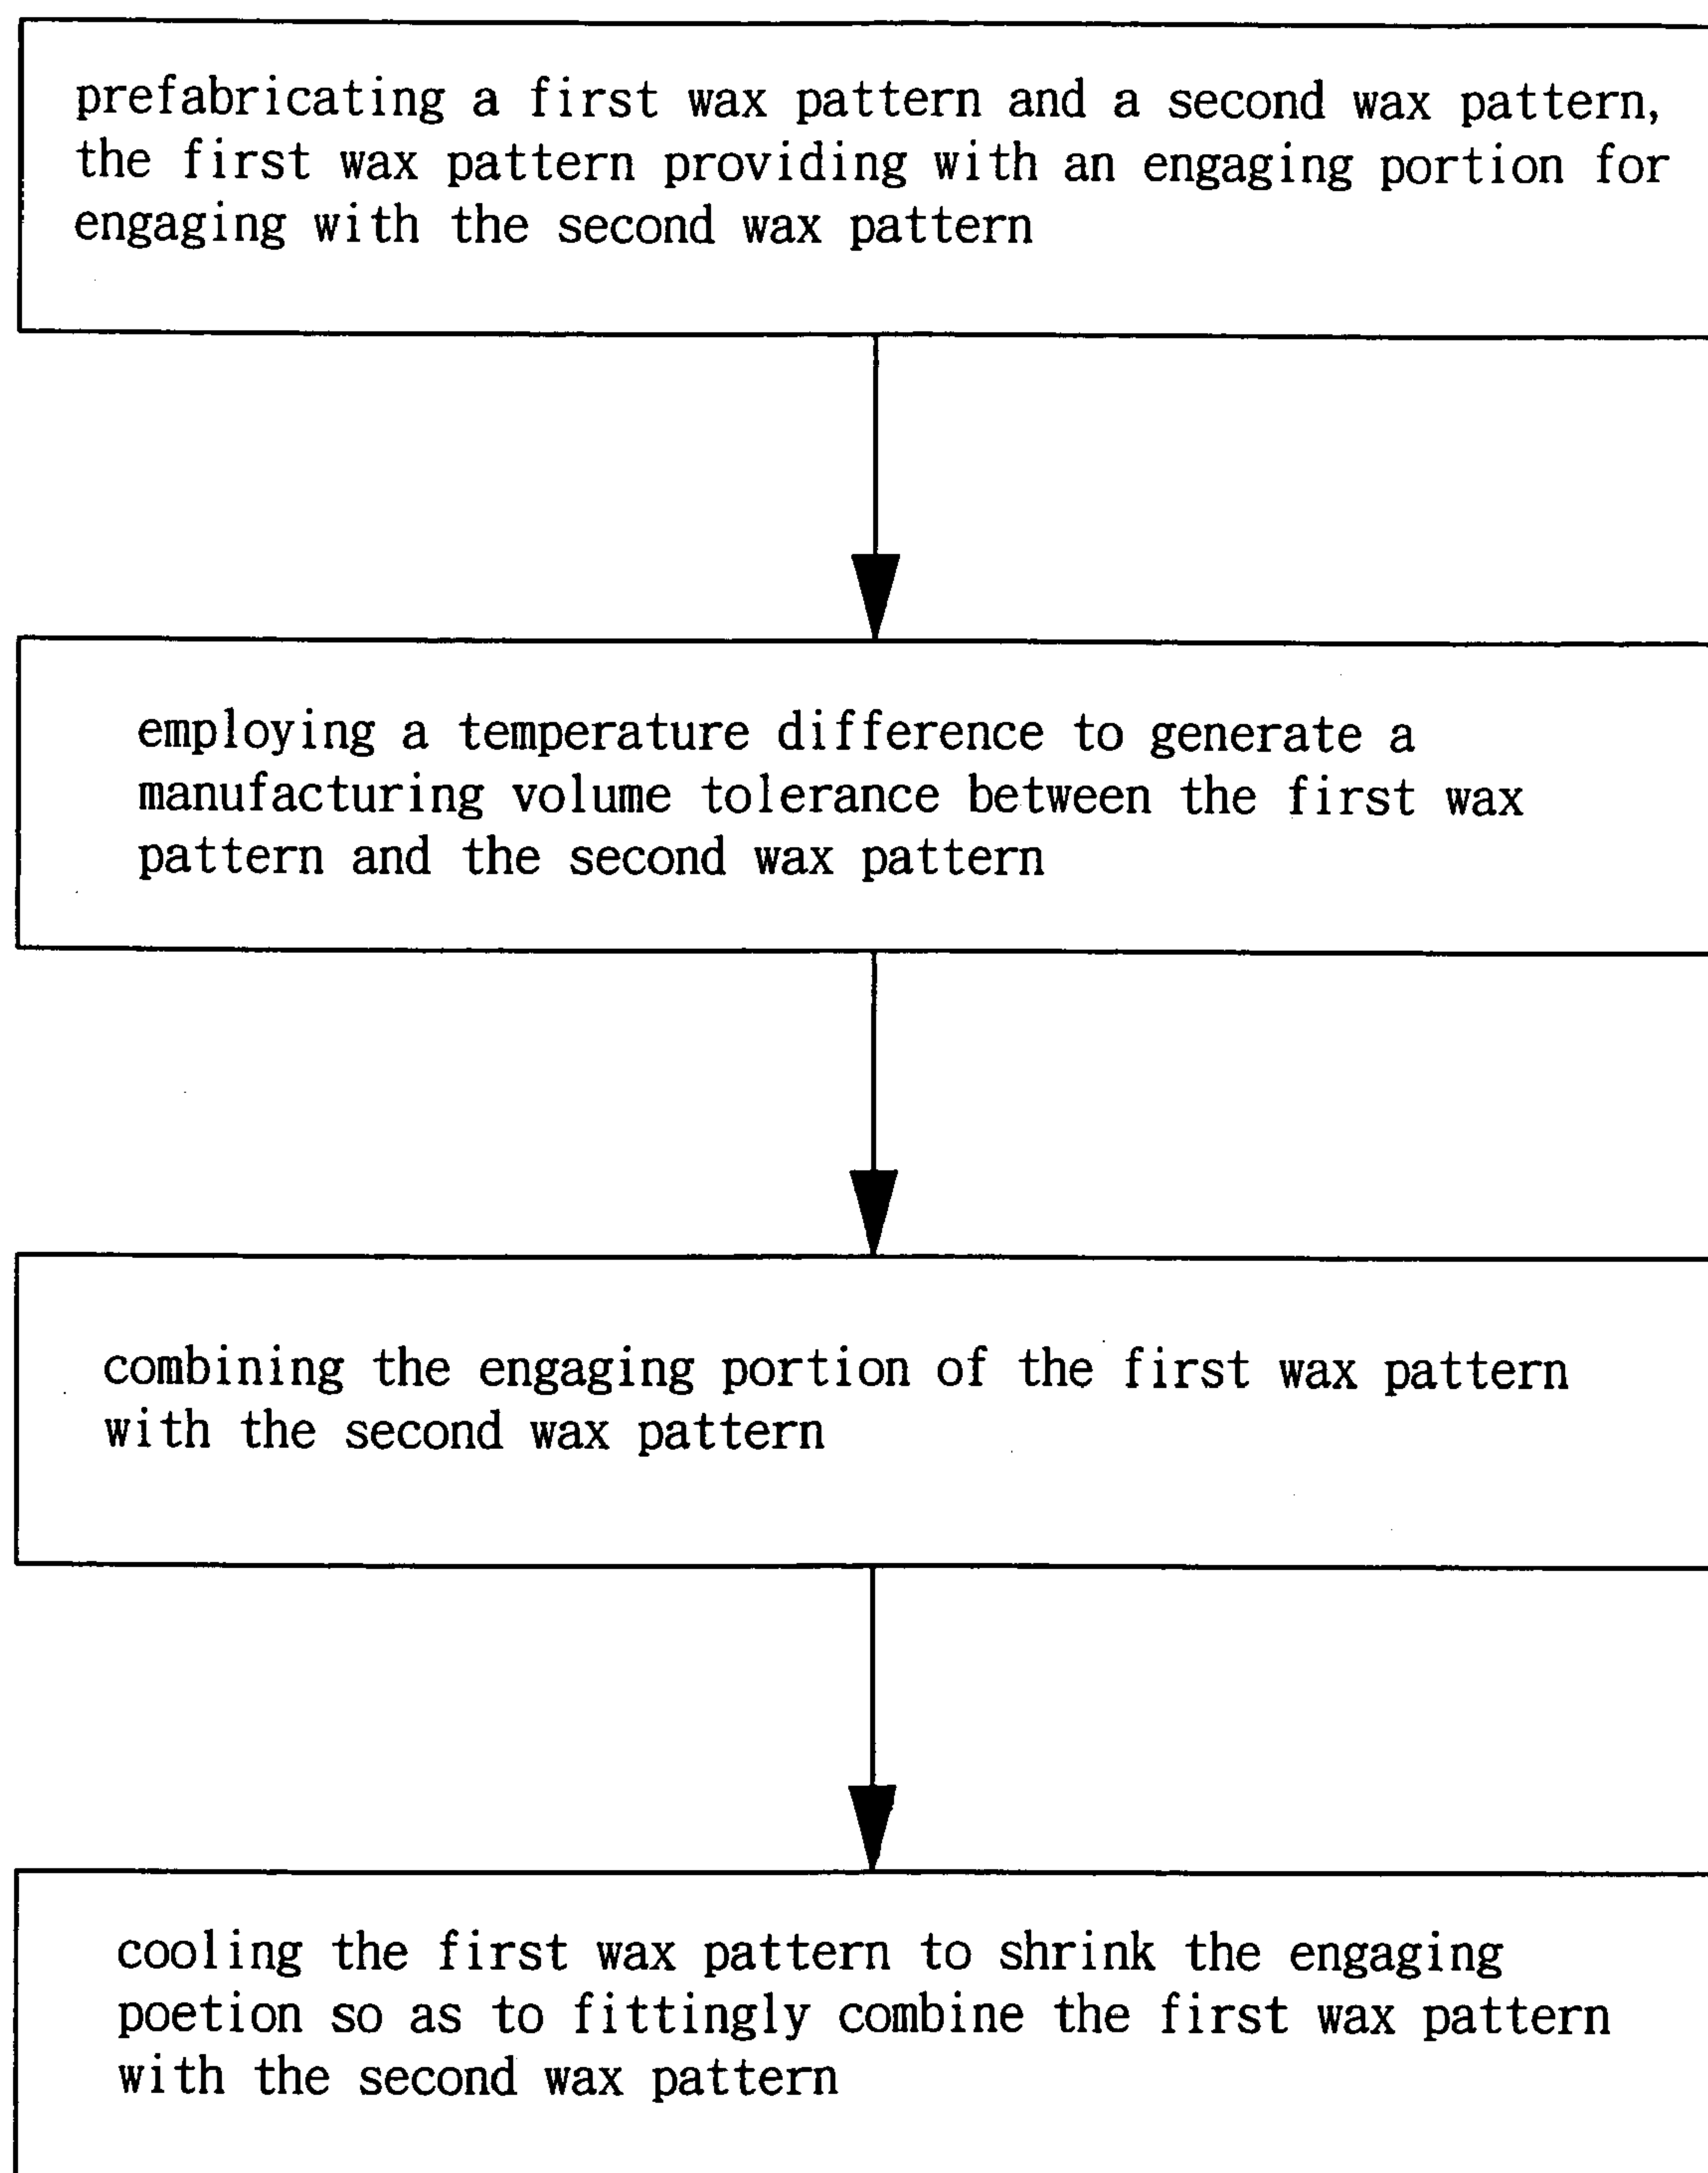 prefabricating a first wax pattern and a second wax pattern,
the first wax pattern providing with an engaging portion for
engaging with the second wax pattern
employing a temperature difference to generate a
manufacturing volume tolerance between the first wax
pattern and the second wax pattern
combining the engaging portion of the first wax pattern
with the second wax pattern
cooling the first wax pattern to shrink the engaging
poetion so as to fittingly combine the first wax pattern
with the second wax pattern